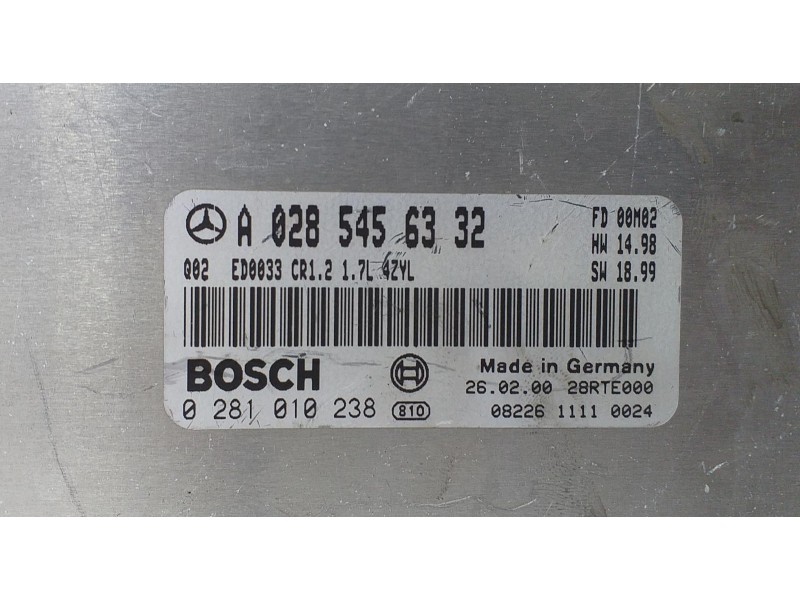 A 028 545 63 32
FD 00M02
HW 14.98
Q02 ED0033 CR1.2 1.7L 4ZYL
SW 18.99
BOSCH
Made in Germany
26.02.00 28RTE000
0 281 010 238 810
08226 1111 0024